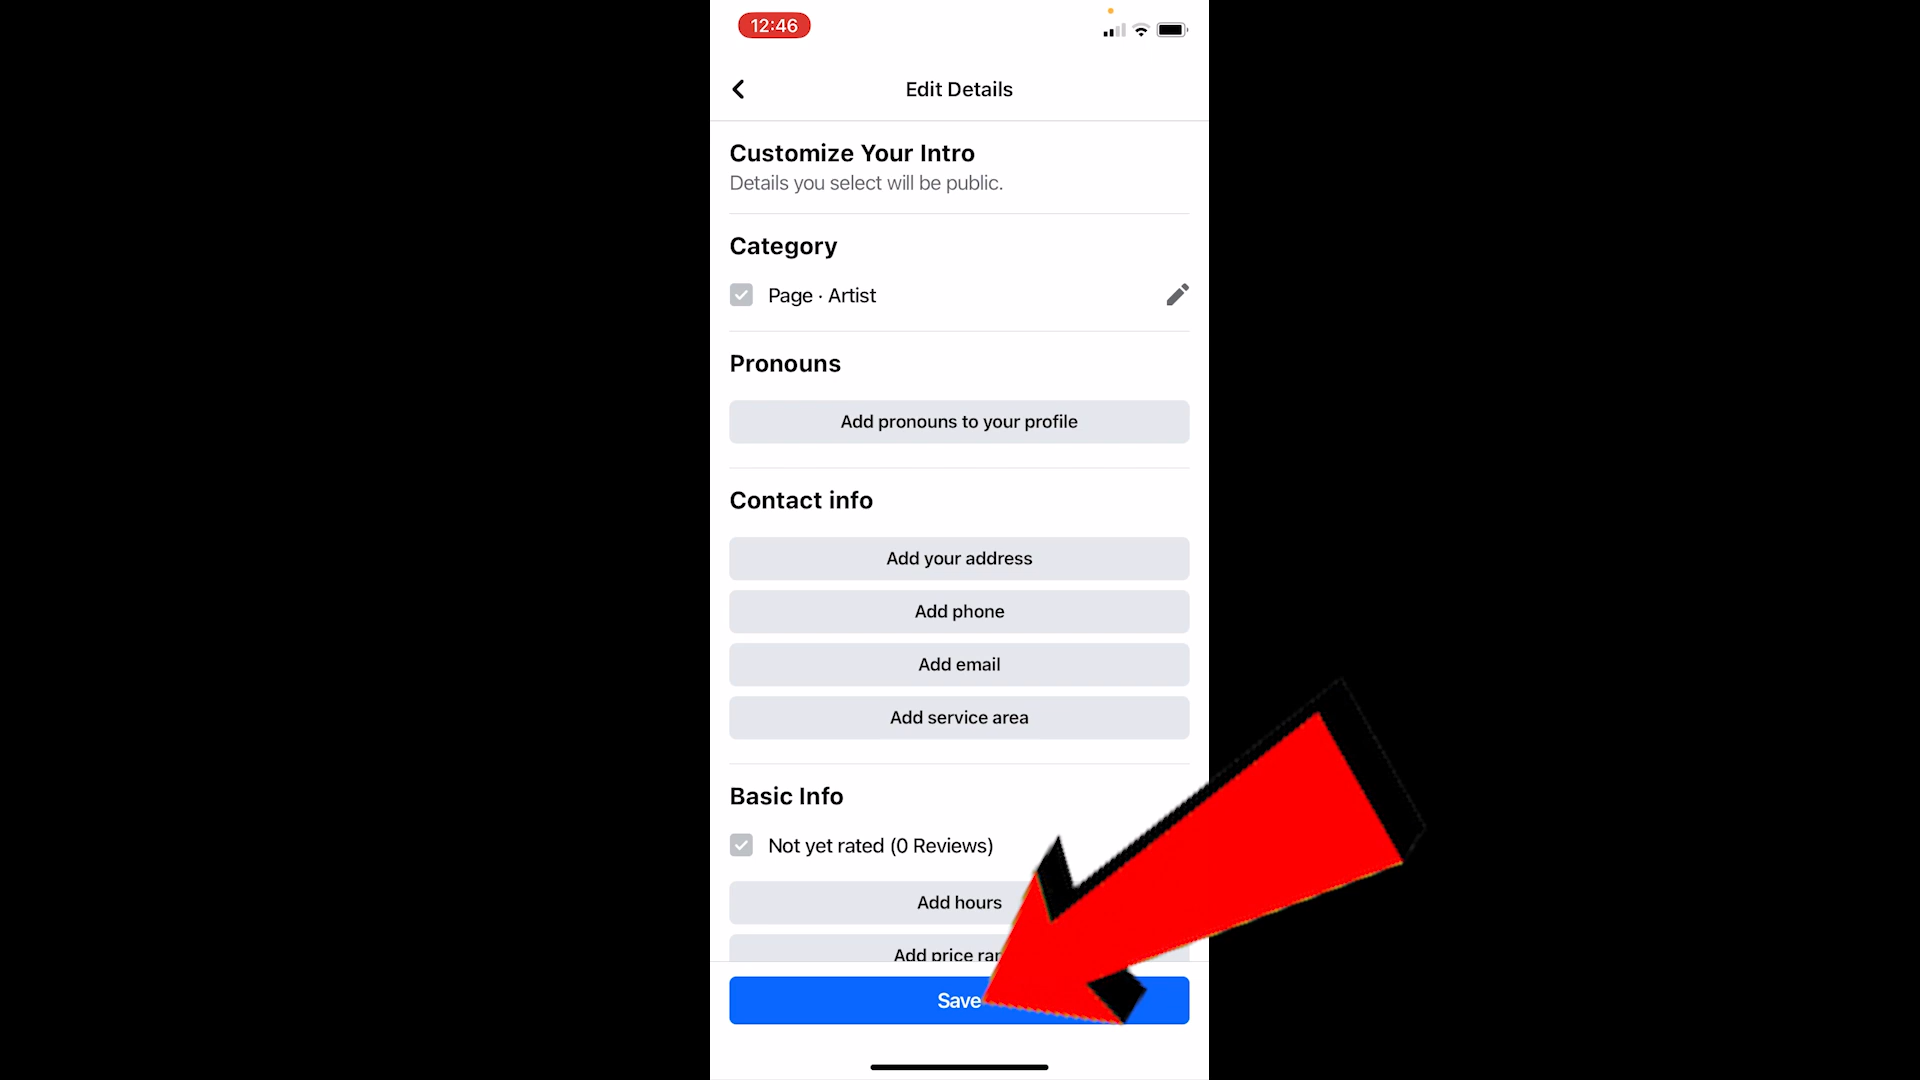 12:46
Edit Details
Customize Your Intro
Details you select will be public.
Category
Page · Artist
Pronouns
Add pronouns to your profile
Contact info
Add your address
Add phone
Add email
Add service area
Basic Info
Not yet rated (0 Reviews)
Add hours
Add price
Save